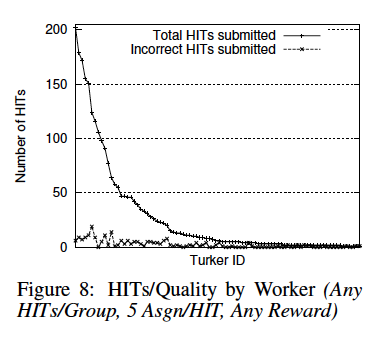 200
Total HITs submitted
Incorrect HITs submitted
150
100
50
0
Number of HITs
Turker ID
Figure 8: HITs/Quality by Worker (Any
HITs/Group, 5 Asgn/HIT, Any Reward)